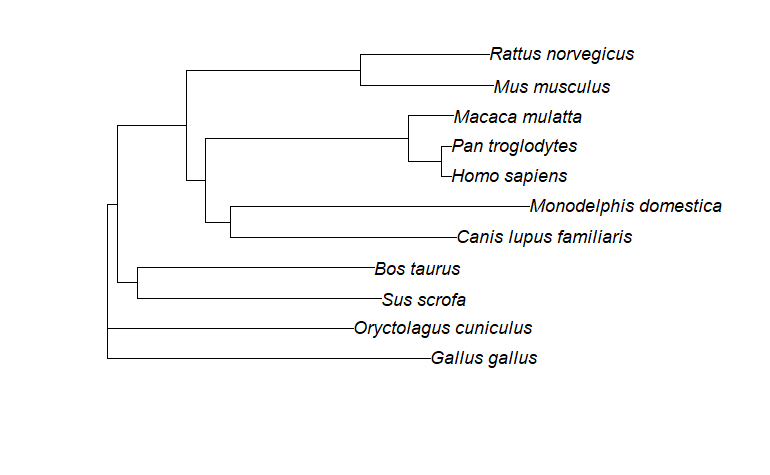 Rattus norvegicus
Mus musculus
Macaca mulatta
Pan troglodytes
Homo sapiens
Monodelphis domestica
Canis lupus familiaris
Bos taurus
Sus scrofa
Oryctolagus cuniculus
Gallus gallus